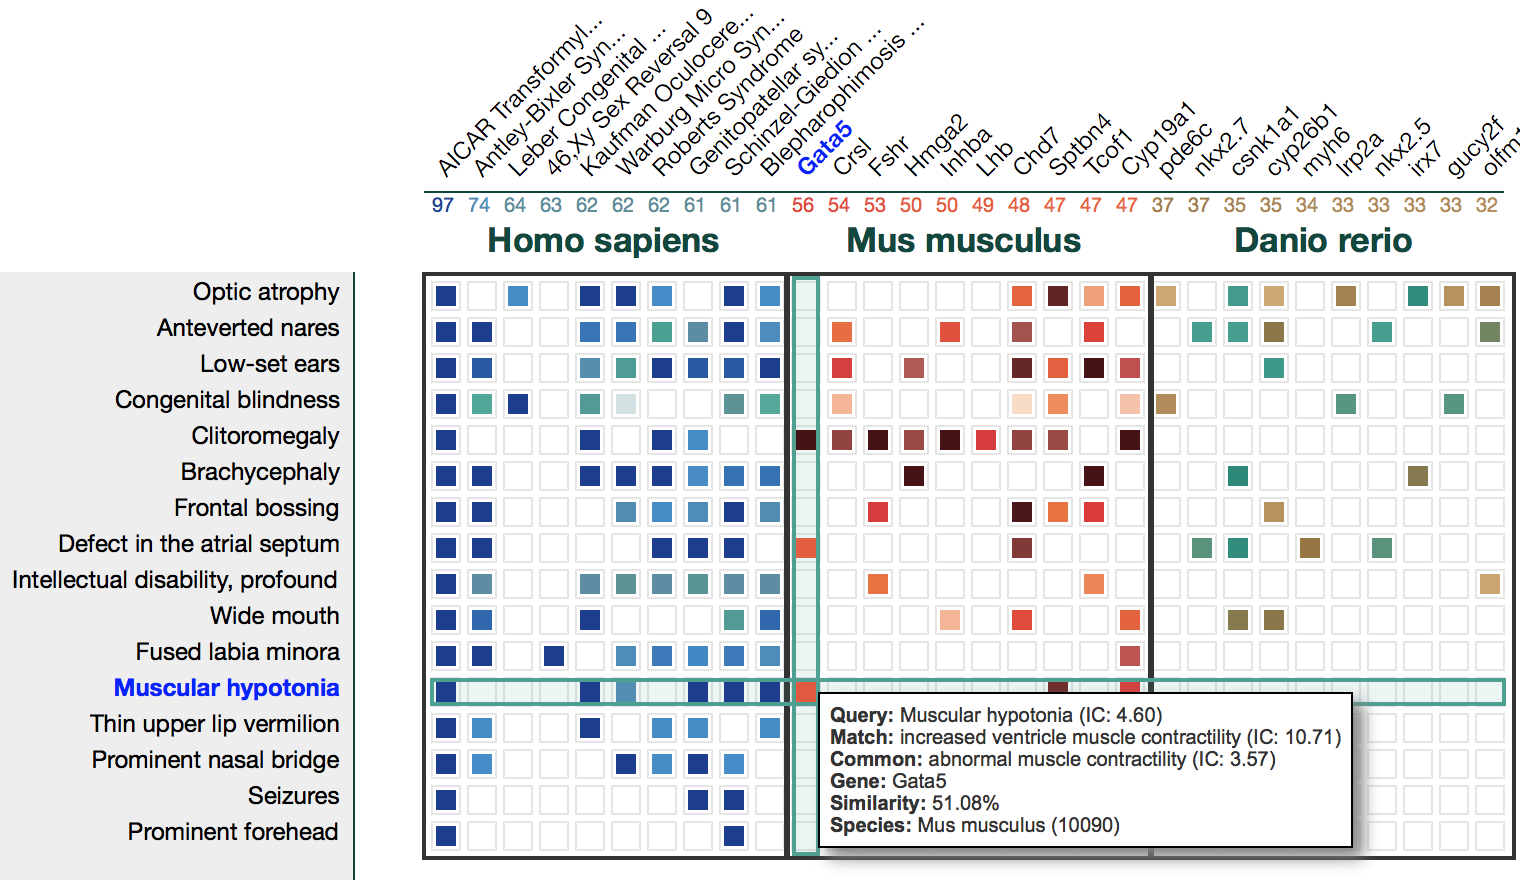 AICAR Transformyl...
Antley-Bixler Syn...
Leber Congenital ...
46,Xy Sex Reversal 9
Kaufman Oculocere...
Warburg Micro Syn...
Roberts Syndrome
Genitopatellar sy...
Schinzel-Giedion ...
Blepharophimosis ...
Gata5
Crsl
Fshr
Hmga2
Inhba
Lhb
Chd7
Sptbn4
Tcof1
Cyp19a1
pde6c
nkx2.7
csnk1a1
cyp26b1
myh6
lrp2a
nkx2.5
irx7
gucy2f
97 74 64 63 62 62 62 61 61 61 56 54 53 50 50 49 48 47 47 47 37 37 35 35 34 33 33 33 33 32
Homo sapiens Mus musculus Danio rerio
Optic atrophy
Anteverted nares
Low-set ears
Congenital blindness
Clitoromegaly
Brachycephaly
Frontal bossing
Defect in the atrial septum
Intellectual disability, profound
Wide mouth
Fused labia minora
Muscular hypotonia
Thin upper lip vermilion
Prominent nasal bridge
Seizures
Prominent forehead
Query: Muscular hypotonia (IC: 4.60)
Match: increased ventricle muscle contractility (IC: 10.71)
Common: abnormal muscle contractility (IC: 3.57)
Gene: Gata5
Similarity: 51.08%
Species: Mus musculus (10090)